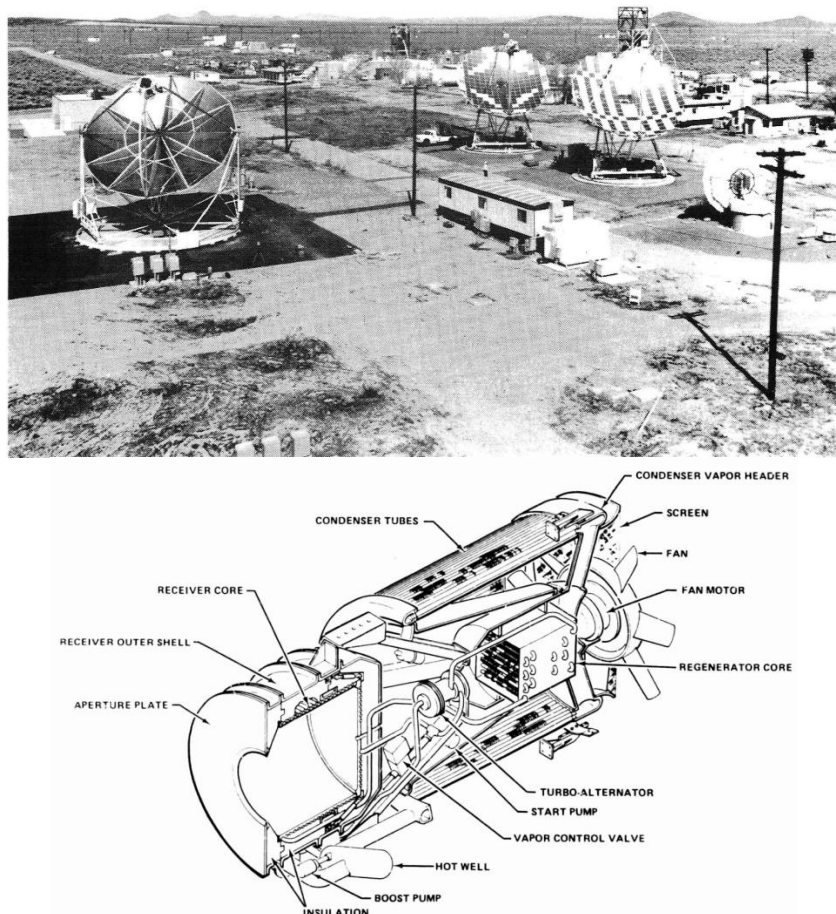 CONDENSER VAPOR HEADER
CONDENSER TUBES
SCREEN
FAN
RECEIVER CORE
FAN MOTOR
RECEIVER OUTER SHELL
REGENERATOR CORE
APERTURE PLATE
TURBO-ALTERNATOR
START PUMP
VAPOR CONTROL VALVE
HOT WELL
BOOST PUMP
INSULATION